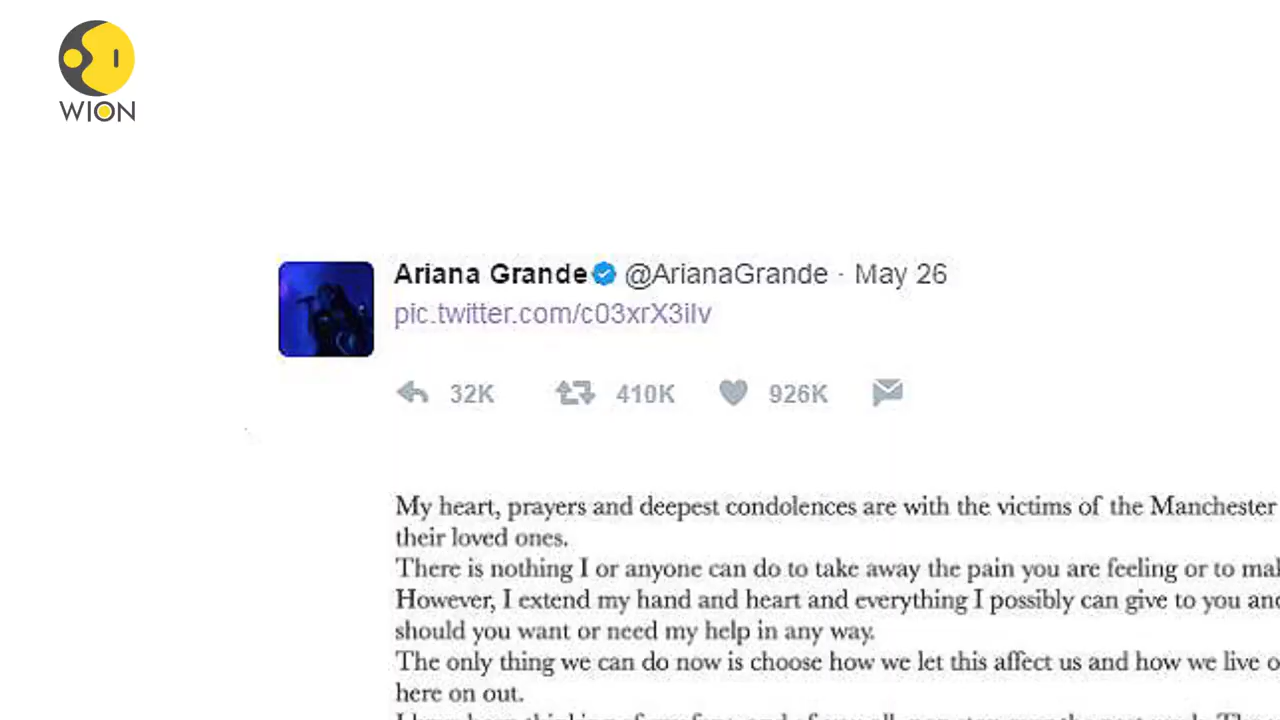 WION
Ariana Grande @ArianaGrande · May 26
pic.twitter.com/c03xrX3iIv
32K 410K 926K
My heart, prayers and deepest condolences are with the victims of the Manchester
their loved ones.
There is nothing I or anyone can do to take away the pain you are feeling or to
However, I extend my hand and heart and everything I possibly can give to you
should you want or need my help in any way.
The only thing we can do now is choose how we let this affect us and how we live
here on out.